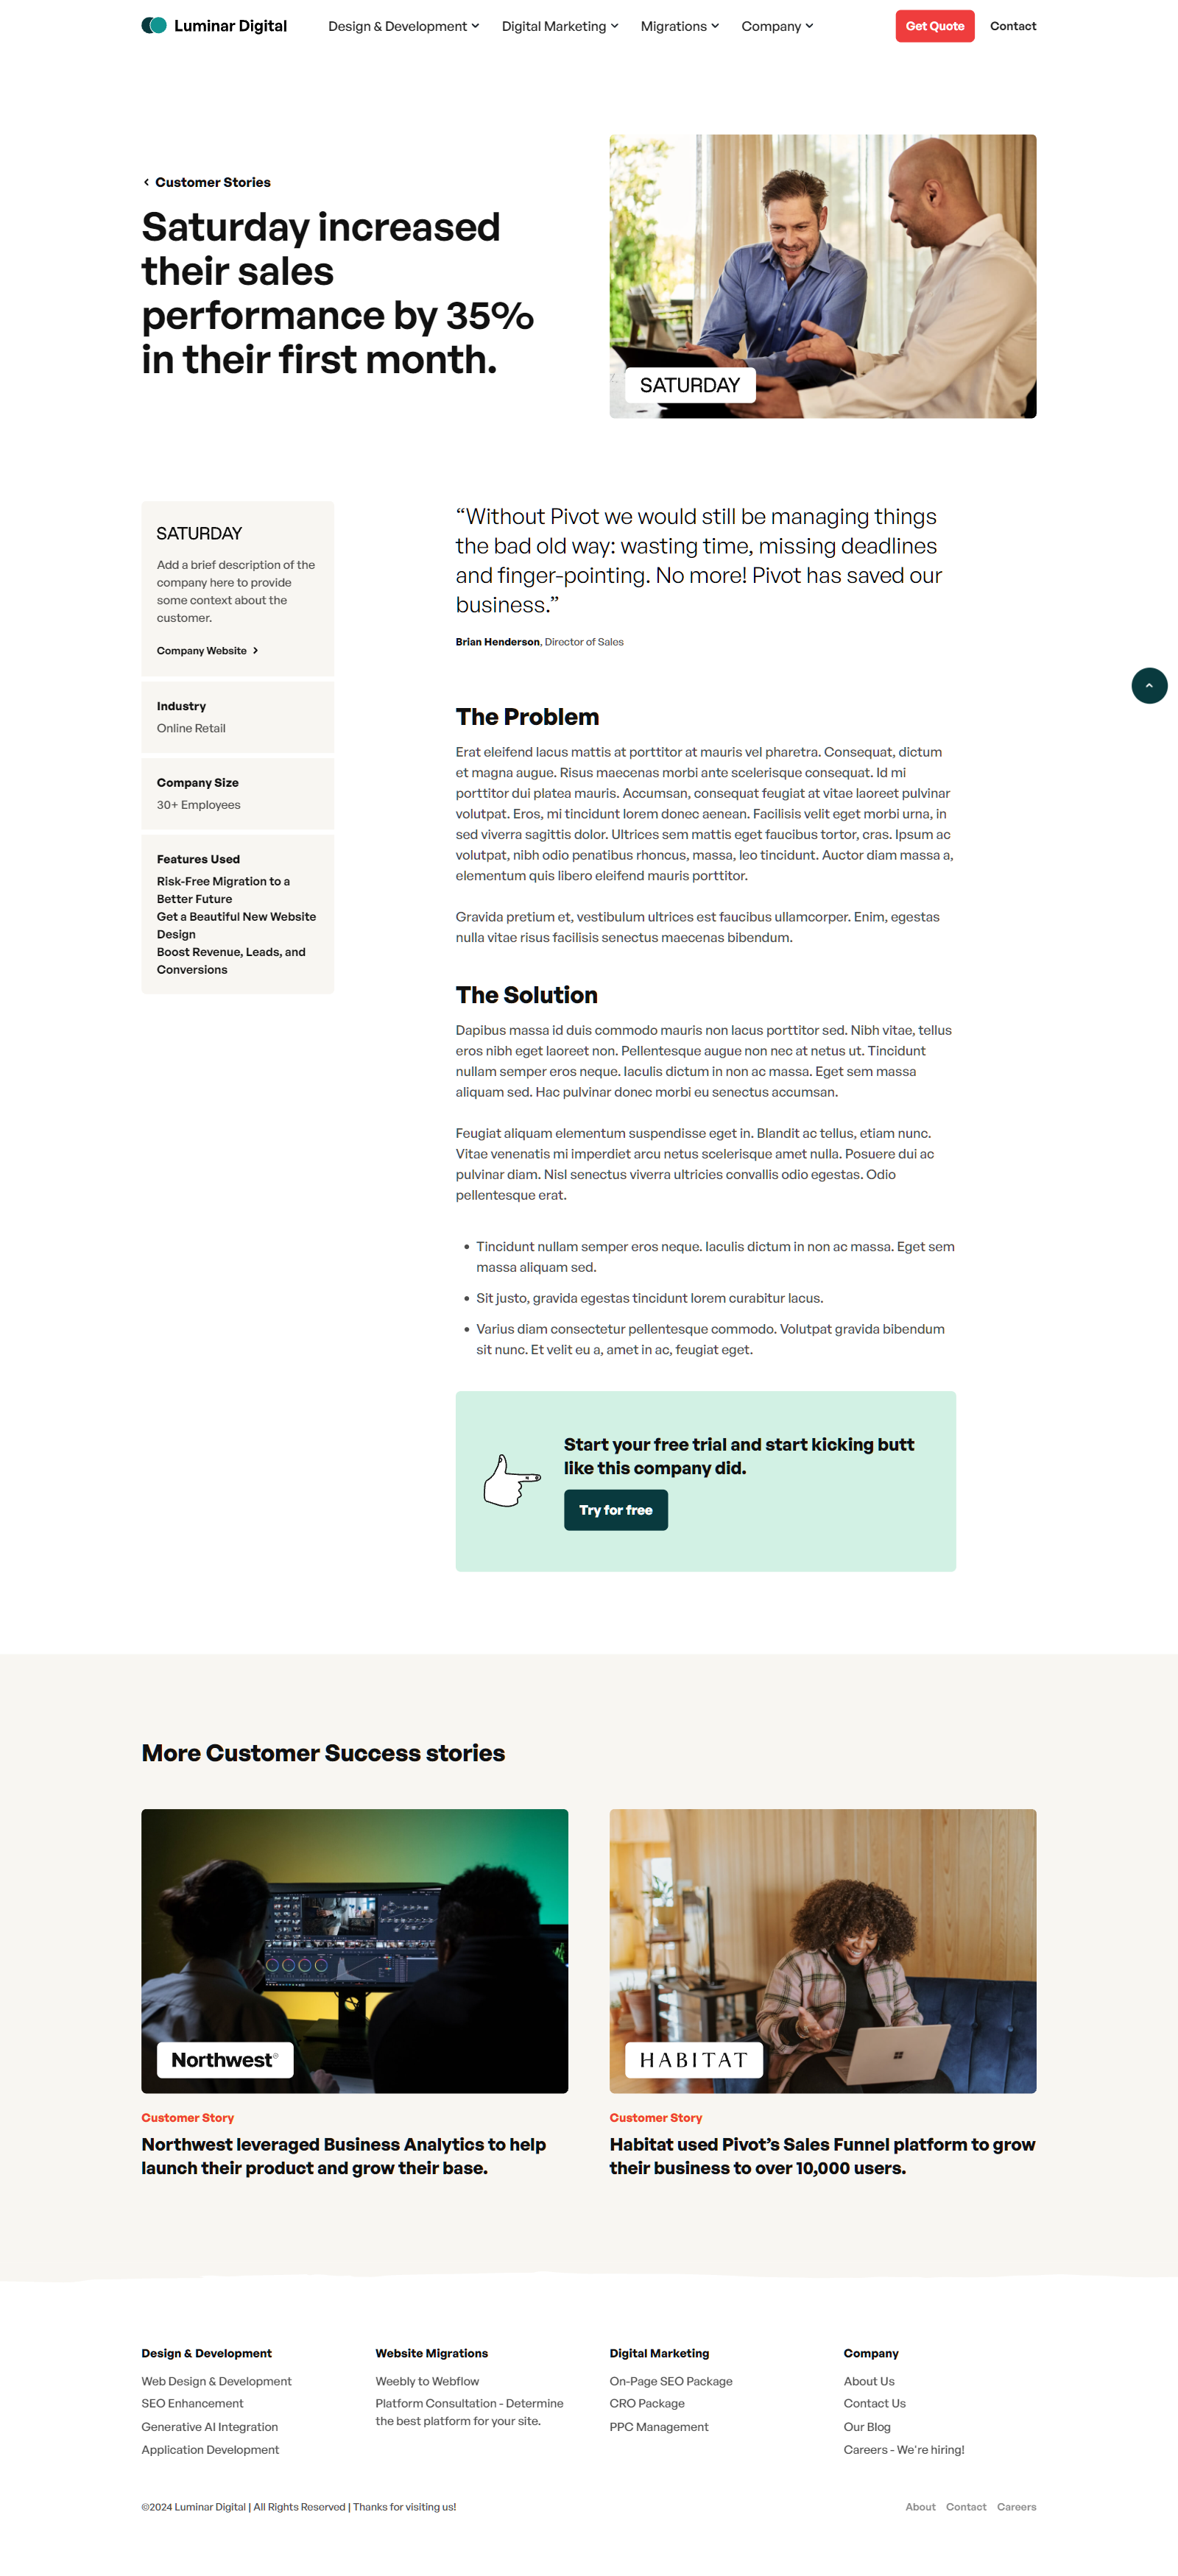 Luminar Digital
Design & Development
Digital Marketing
Migrations
Company
Get Quote
Contact
Customer Stories
Saturday increased
their sales
performance by 35%
in their first month.
SATURDAY
SATURDAY
Add a brief description of the
company here to provide
some context about the
customer.
Company Website
Industry
Online Retail
Company Size
30+ Employees
Features Used
Risk-Free Migration to a
Better Future
Get a Beautiful New Website
Design
Boost Revenue, Leads, and
Conversions
“Without Pivot we would still be managing things
the bad old way: wasting time, missing deadlines
and finger-pointing. No more! Pivot has saved our
business.”
Brian Henderson, Director of Sales
The Problem
Erat eleifend lacus mattis at porttitor at mauris vel pharetra. Consequat, dictum
et magna augue. Risus maecenas morbi ante scelerisque consequat. Id mi
porttitor dui platea mauris. Accumsan, consequat feugiat at vitae laoreet pulvinar
volutpat. Eros, mi tincidunt lorem donec aenean. Facilisis velit eget morbi urna, in
sed viverra sagittis dolor. Ultrices sem mattis eget faucibus tortor, cras. Ipsum ac
volutpat, nibh odio penatibus rhoncus, massa, leo tincidunt. Auctor diam massa a,
elementum quis libero eleifend mauris porttitor.
Gravida pretium et, vestibulum ultrices est faucibus ullamcorper. Enim, egestas
nulla vitae risus facilisis senectus maecenas bibendum.
The Solution
Dapibus massa id duis commodo mauris non lacus porttitor sed. Nibh vitae, tellus
eros nibh eget laoreet non. Pellentesque augue non nec at netus ut. Tincidunt
nullam semper eros neque. Iaculis dictum in non ac massa. Eget sem massa
aliquam sed. Hac pulvinar donec morbi eu senectus accumsan.
Feugiat aliquam elementum suspendisse eget in. Blandit ac tellus, etiam nunc.
Vitae venenatis mi imperdiet arcu netus scelerisque amet nulla. Posuere dui ac
pulvinar diam. Nisl senectus viverra ultricies convallis odio egestas. Odio
pellentesque erat.
• Tincidunt nullam semper eros neque. Iaculis dictum in non ac massa. Eget sem
massa aliquam sed.
• Sit justo, gravida egestas tincidunt lorem curabitur lacus.
• Varius diam consectetur pellentesque commodo. Volutpat gravida bibendum
sit nunc. Et velit eu a, amet in ac, feugiat eget.
Start your free trial and start kicking butt
like this company did.
Try for free
More Customer Success stories
Northwest®
Customer Story
Northwest leveraged Business Analytics to help
launch their product and grow their base.
HABITAT
Customer Story
Habitat used Pivot’s Sales Funnel platform to grow
their business to over 10,000 users.
Design & Development
Web Design & Development
SEO Enhancement
Generative AI Integration
Application Development
Website Migrations
Weebly to Webflow
Platform Consultation - Determine
the best platform for your site.
Digital Marketing
On-Page SEO Package
CRO Package
PPC Management
Company
About Us
Contact Us
Our Blog
Careers - We're hiring!
©2024 Luminar Digital | All Rights Reserved | Thanks for visiting us!
About
Contact
Careers